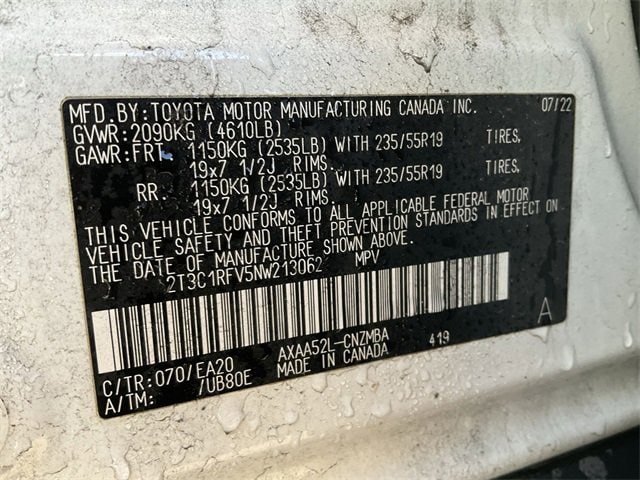 MFD. BY: TOYOTA MOTOR MANUFACTURING CANADA INC. 07/22
GVWR: 2090KG (4610LB)
GAWR: FRT 1150KG (2535LB) WITH 235/55R19 TIRES,
19x7 1/2J RIMS.
RR. 1150KG (2535LB) WITH 235/55R19 TIRES,
19x7 1/2J RIMS.
THIS VEHICLE CONFORMS TO ALL APPLICABLE FEDERAL MOTOR
VEHICLE SAFETY AND THEFT PREVENTION STANDARDS IN EFFECT ON
THE DATE OF MANUFACTURE SHOWN ABOVE.
2T3C1RFV5NW213062 MPV
A
C/TR: 070/EA20 AXAA52L-CNZMBA 419
A/TM: /UB80E MADE IN CANADA